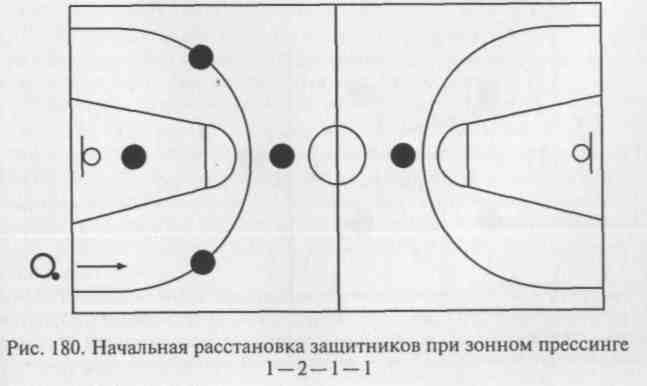 Рис. 180. Начальная расстановка защитников при зонном прессинге
1—2—1—1